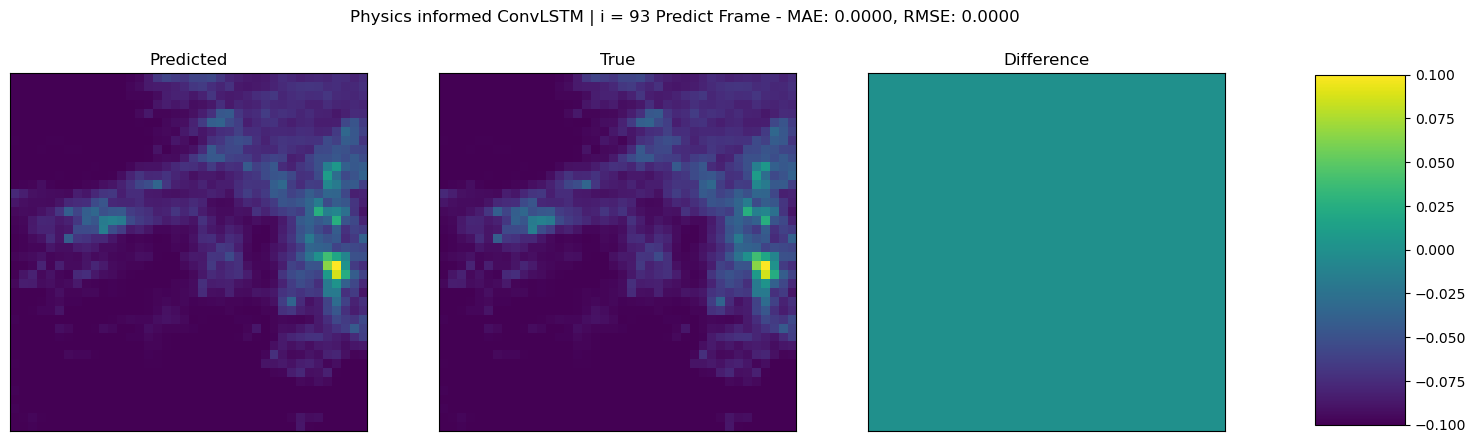 Physics informed ConvLSTM | i = 93 Predict Frame - MAE: 0.0000, RMSE: 0.0000
Predicted
True
Difference
0.100
0.075
0.050
0.025
0.000
−0.025
−0.050
−0.075
−0.100